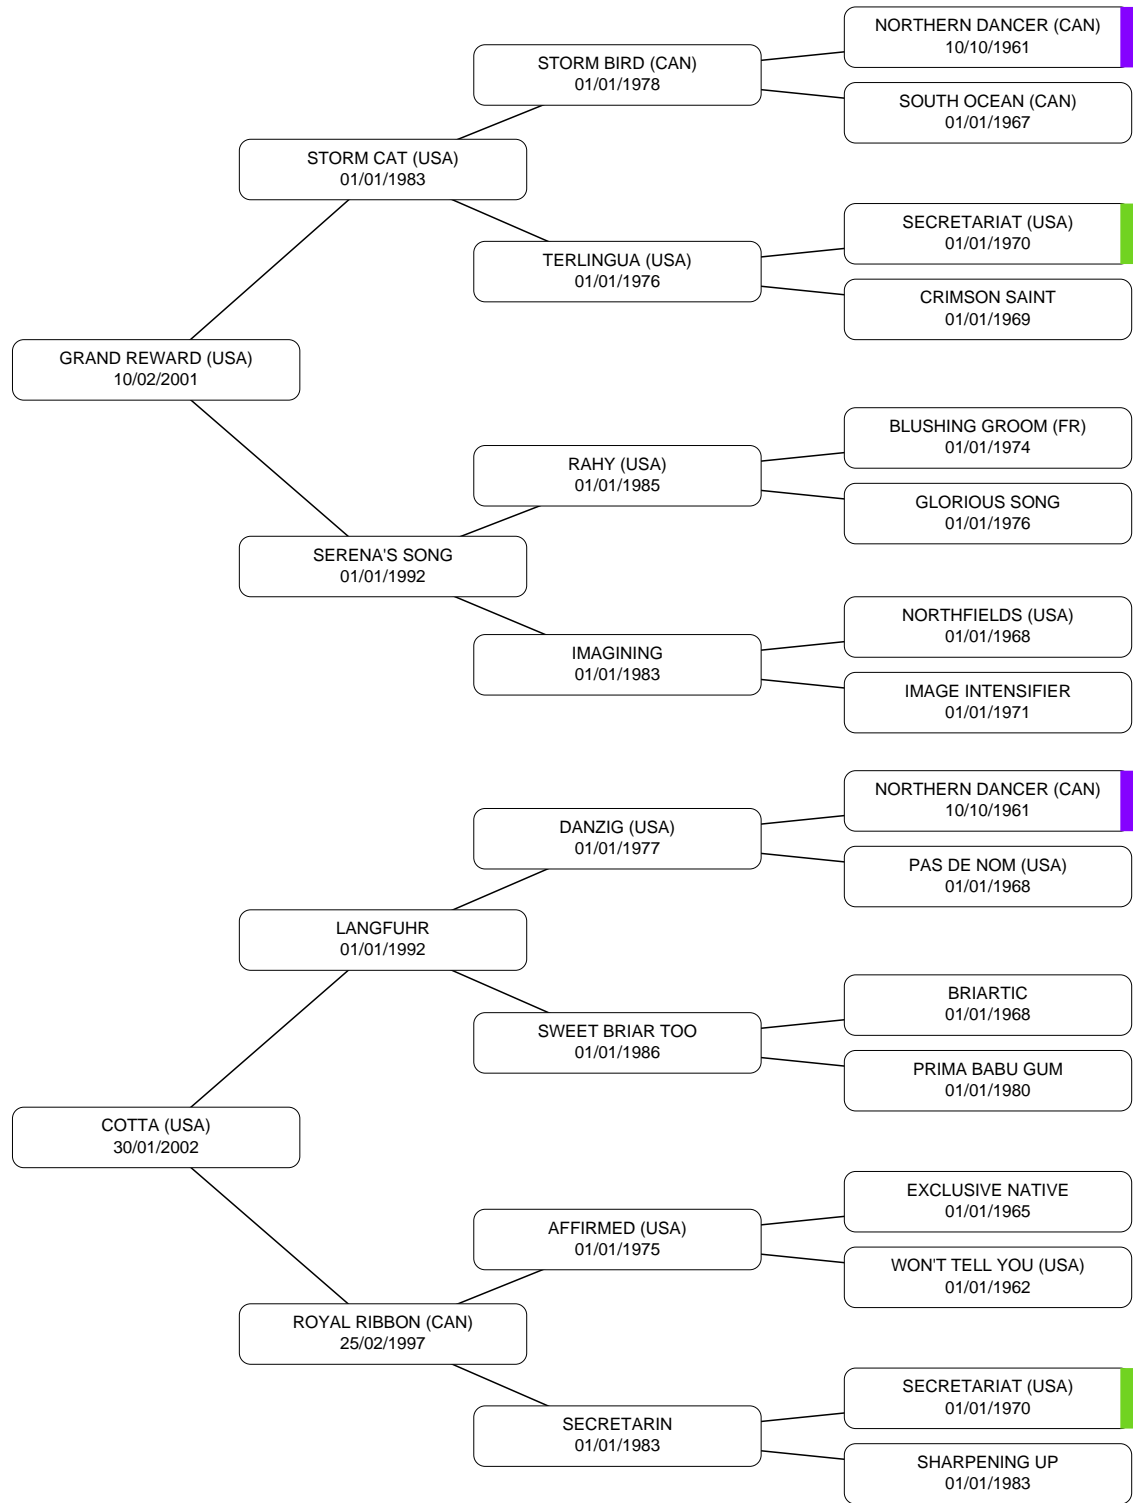 NORTHERN DANCER (CAN)
10/10/1961
STORM BIRD (CAN)
01/01/1978
SOUTH OCEAN (CAN)
01/01/1967
STORM CAT (USA)
01/01/1983
SECRETARIAT (USA)
01/01/1970
TERLINGUA (USA)
01/01/1976
CRIMSON SAINT
01/01/1969
GRAND REWARD (USA)
10/02/2001
BLUSHING GROOM (FR)
01/01/1974
RAHY (USA)
01/01/1985
GLORIOUS SONG
01/01/1976
SERENA'S SONG
01/01/1992
NORTHFIELDS (USA)
01/01/1968
IMAGINING
01/01/1983
IMAGE INTENSIFIER
01/01/1971
NORTHERN DANCER (CAN)
10/10/1961
DANZIG (USA)
01/01/1977
PAS DE NOM (USA)
01/01/1968
LANGFUHR
01/01/1992
BRIARTIC
01/01/1968
SWEET BRIAR TOO
01/01/1986
PRIMA BABU GUM
01/01/1980
COTTA (USA)
30/01/2002
EXCLUSIVE NATIVE
01/01/1965
AFFIRMED (USA)
01/01/1975
WON'T TELL YOU (USA)
01/01/1962
ROYAL RIBBON (CAN)
25/02/1997
SECRETARIAT (USA)
01/01/1970
SECRETARIN
01/01/1983
SHARPENING UP
01/01/1983